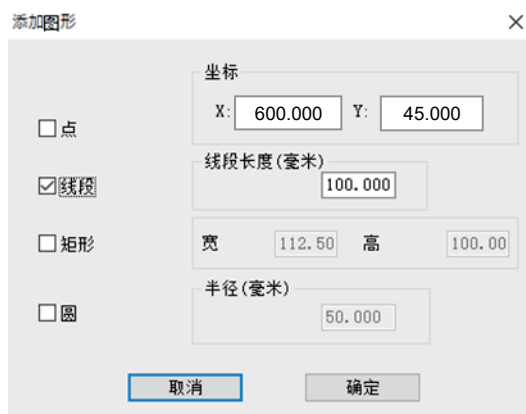 添加图形
坐标
X: 600.000 Y: 45.000
点
线段长度(毫米)
线段 100.000
矩形 宽 112.50 高 100.00
半径(毫米)
圆 50.000
取消 确定